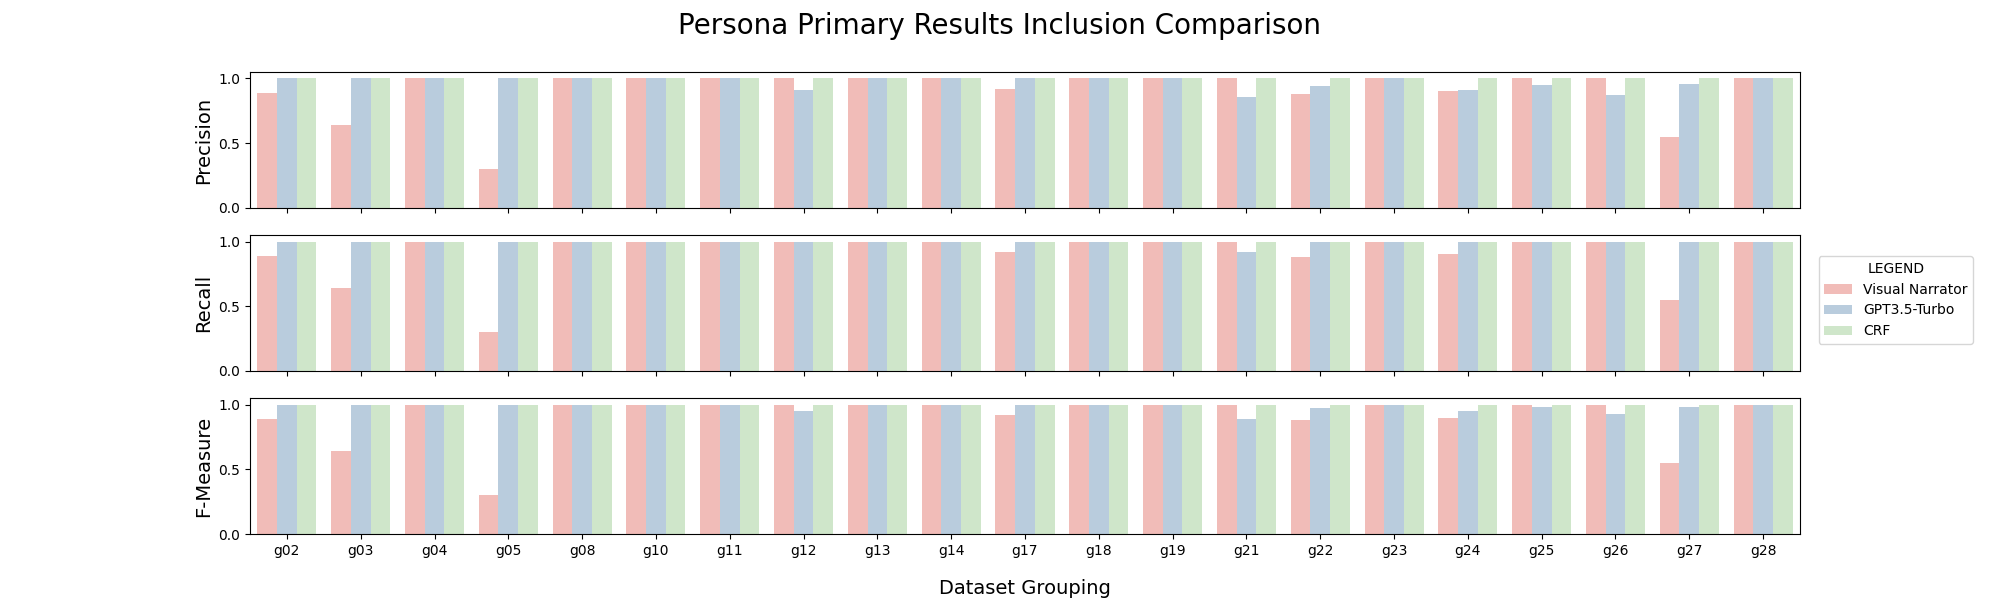 Persona Primary Results Inclusion Comparison
Precision
1.0
0.5
0.0
Recall
1.0
0.5
0.0
F-Measure
1.0
0.5
0.0
g02 g03 g04 g05 g08 g10 g11 g12 g13 g14 g17 g18 g19 g21 g22 g23 g24 g25 g26 g27 g28
Dataset Grouping
LEGEND
Visual Narrator
GPT3.5-Turbo
CRF